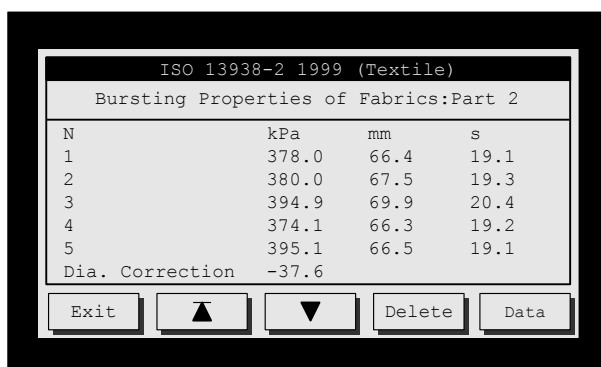 ISO 13938-2 1999 (Textile)
Bursting Properties of Fabrics:Part 2
N kPa mm s
1 378.0 66.4 19.1
2 380.0 67.5 19.3
3 394.9 69.9 20.4
4 374.1 66.3 19.2
5 395.1 66.5 19.1
Dia. Correction -37.6
Exit Delete Data